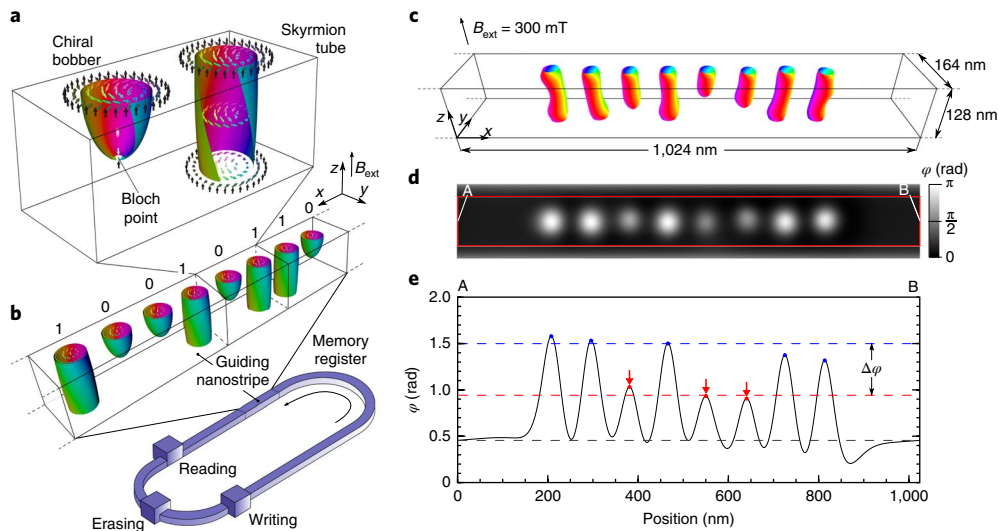 a
Chiral
bobber
Skyrmion
tube
Bloch
point
z
B_ext
x
y
b
1
0
0
1
0
1
1
0
Guiding
nanostripe
Memory
register
Reading
Erasing
Writing
c
B_ext = 300 mT
164 nm
128 nm
z
y
x
1,024 nm
d
A
B
φ (rad)
π
π/2
0
e
A
B
2.0
1.5
1.0
0.5
0
φ (rad)
Δφ
0
200
400
600
800
1,000
Position (nm)